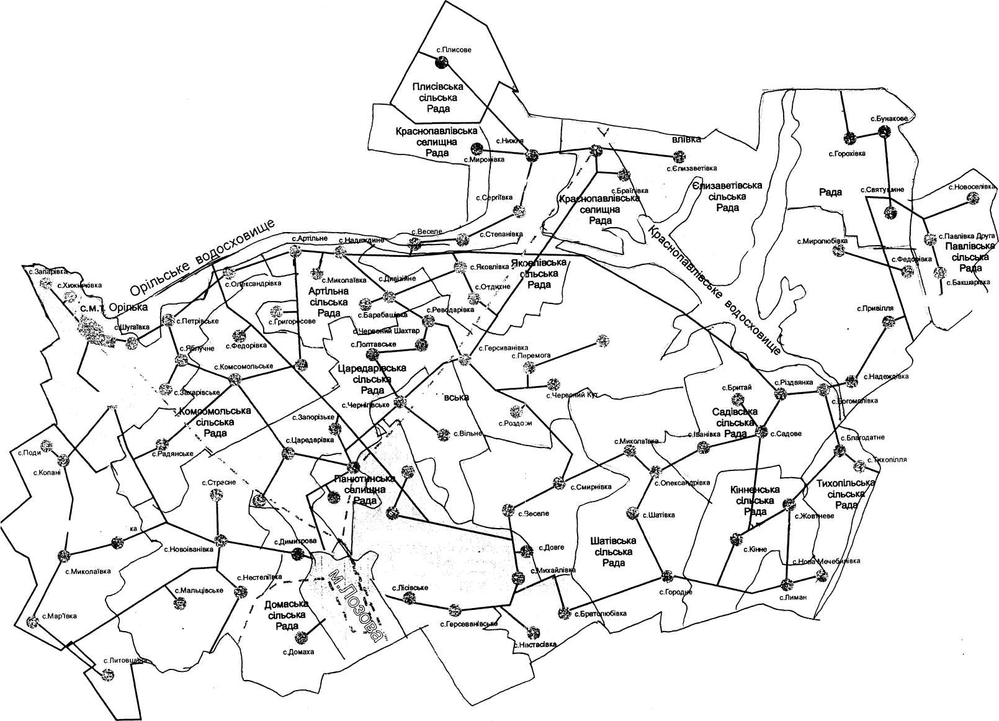 с.Плисове
Плисівська
сільська
Рада
Краснопавлівська
селищна
Рада
с.Нижнє
с.Миронівка
влівка
с.Єлизаветівка
с.Браїлівка
Єлизаветівська
сільська
Рада
с.Бунакове
с.Горохівка
Рада
с.Святушине
с.Новоселівка
с.Сергіївка
Краснопавлівська
селищна
Рада
с.Степанівка
с.Веселе
с.Надеждине
с.Артільне
Орільське водосховище
Краснопавлівське водосховище
с.Миролюбівка
с.Павлівка Друга
Павлівська
сільська
Рада
с.Федорівка
с.Бакшарівка
с.Привілля
с.Запарівка
с.Хижняківка
с.м.т. Орілька
с.Шугаївка
с.Петрівське
с.Олександрівка
с.Миколаївка
Артільна
сільська
Рада
с.Григоросове
с.Дивізійне
с.Яковлівка
Яковлівська
сільська
Рада
с.Отдихне
с.Барабашівка
с.Револарівка
с.Червоний Шахтар
с.Полтавське
с.Герсиванівка
с.Перемога
с.Яблучне
с.Федорівка
с.Комсомольське
Царедарівська
сільська
Рада
вська
с.Червоний Кут
с.Роздоли
с.Захарівське
Комсомольська
сільська
Рада
с.Чернігівське
с.Запорізьке
с.Вільне
с.Царедарівка
с.Радянське
с.Поди
с.Копані
с.Стрєсне
Панютинська
селищна
Рада
с.Надеждівка
с.Різдвянка
с.Богомолівка
с.Бритай
Садівська
сільська
Рада
с.Садове
с.Іванівка
с.Миколаївка
с.Благодатне
с.Тихопілля
Тихопільська
сільська
Рада
с.Олександрівка
с.Смирнівка
Кінненська
сільська
Рада
с.Жовтневе
с.Шатівка
с.Веселе
Шатівська
сільська
Рада
с.Кінне
с.Нова Мечебилівка
с.Довге
с.Михайлівка
с.Городнє
с.Лиман
с.Братолюбівка
с.Настасівка
с.Герсеванівське
с.Лісівське
м.Лозова
с.Димитрова
с.Новоіванівка
ка
с.Миколаївка
с.Нестеліївка
с.Мальцівське
Домаська
сільська
Рада
с.Домаха
с.Мар'ївка
с.Литовщина